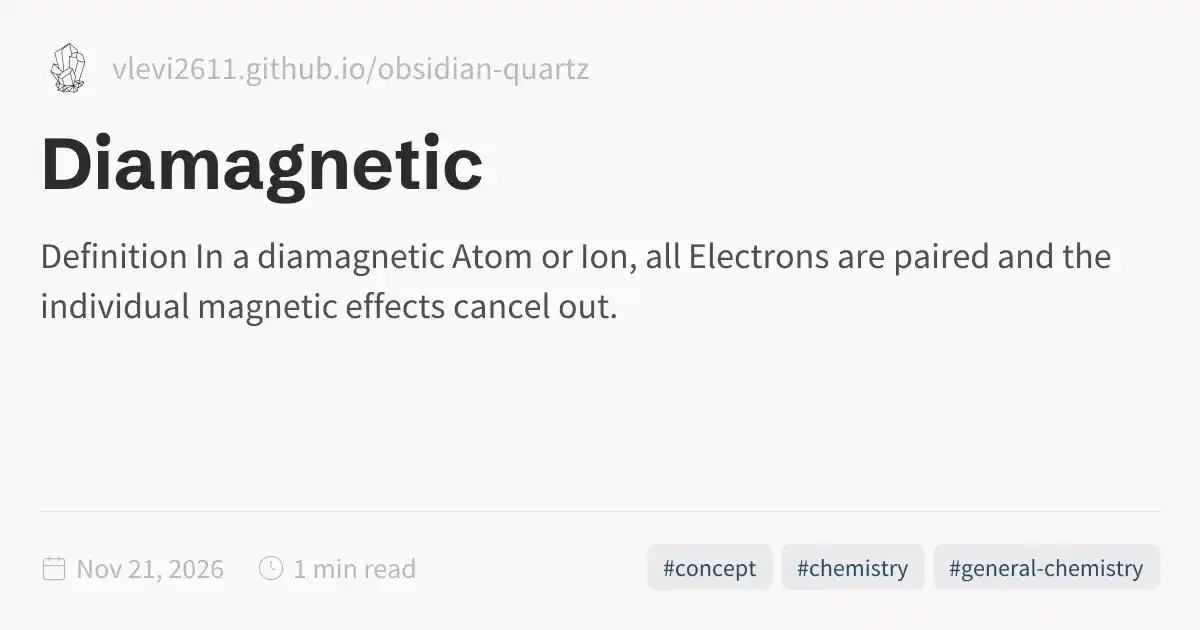 vlevi2611.github.io/obsidian-quartz
Diamagnetic
Definition In a diamagnetic Atom or Ion, all Electrons are paired and the
individual magnetic effects cancel out.
Nov 21, 2026 1 min read #concept #chemistry #general-chemistry